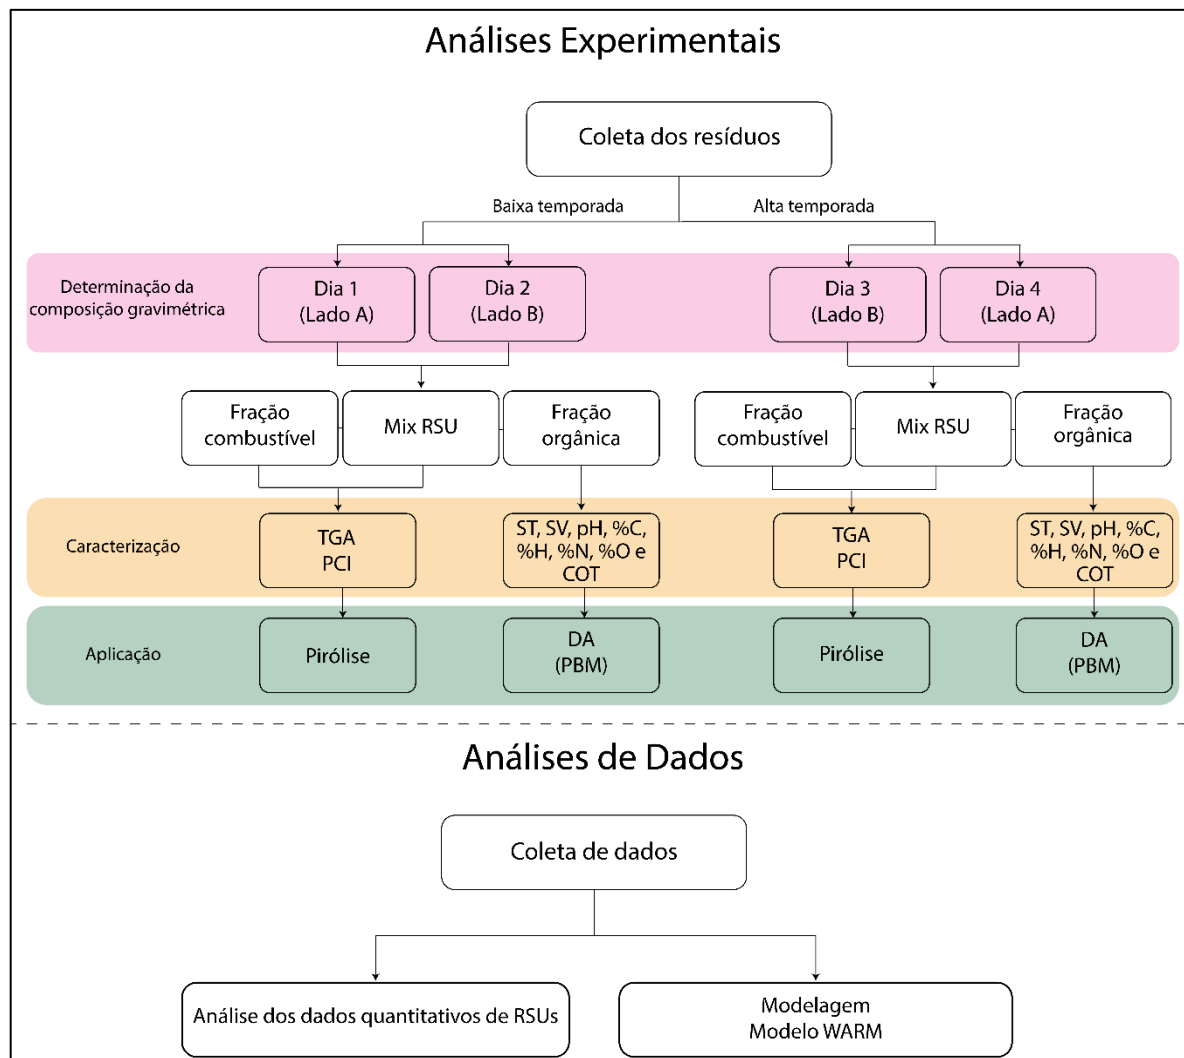 Análises Experimentais
Coleta dos resíduos
Baixa temporada
Alta temporada
Determinação da
composição gravimétrica
Dia 1
(Lado A)
Dia 2
(Lado B)
Dia 3
(Lado B)
Dia 4
(Lado A)
Fração
combustível
Mix RSU
Fração
orgânica
Fração
combustível
Mix RSU
Fração
orgânica
Caracterização
TGA
PCI
ST, SV, pH, %C,
%H, %N, %O e
COT
TGA
PCI
ST, SV, pH, %C,
%H, %N, %O e
COT
Aplicação
Pirólise
DA
(PBM)
Pirólise
DA
(PBM)
Análises de Dados
Coleta de dados
Análise dos dados quantitativos de RSUs
Modelagem
Modelo WARM